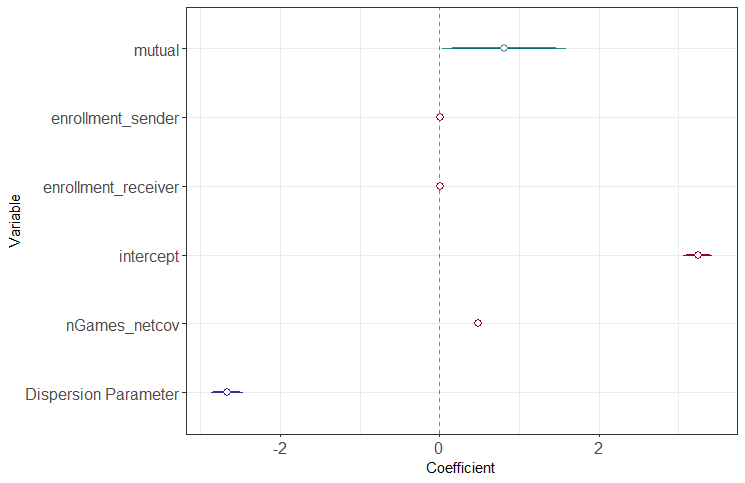 mutual
enrollment_sender
enrollment_receiver
intercept
nGames_netcov
Dispersion Parameter
Variable
-2
0
2
Coefficient